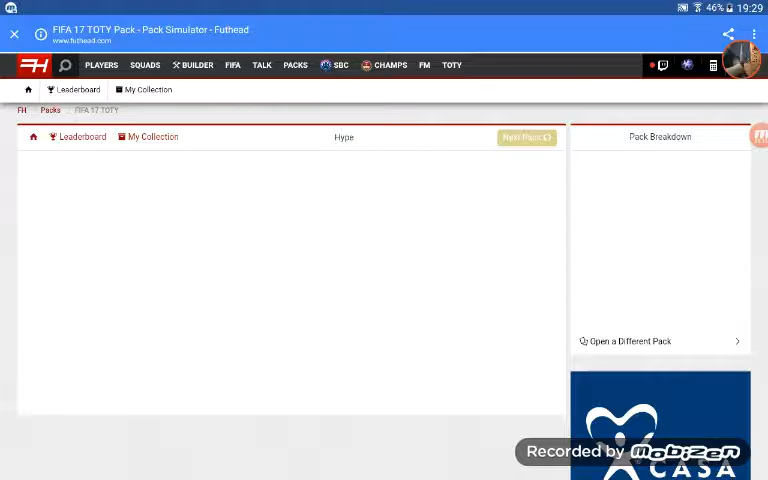 19:29
46%
FIFA 17 TOTY Pack - Pack Simulator - Futhead
www.futhead.com
FH PLAYERS SQUADS BUILDER FIFA TALK PACKS SBC CHAMPS FM TOTY
Leaderboard My Collection
FH Packs FIFA 17 TOTY
Leaderboard My Collection Hype Next Pack
Pack Breakdown
Open a Different Pack
CASA
Recorded by MOBIZEN